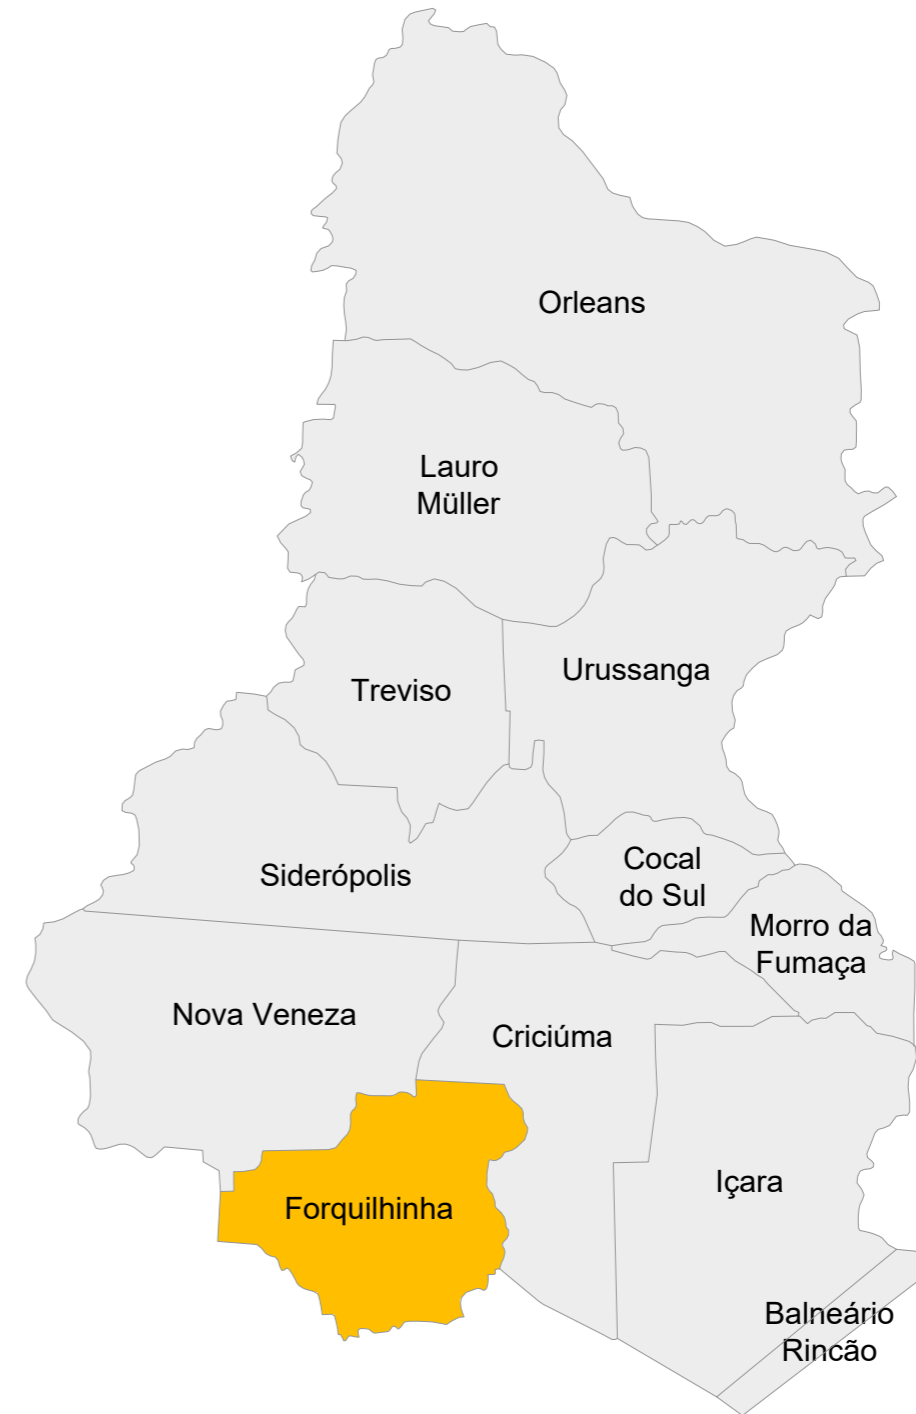 Orleans
Lauro
Müller
Urussanga
Treviso
Cocal
do Sul
Siderópolis
Morro da
Fumaça
Nova Veneza
Criciúma
Içara
Forquilhinha
Balneário
Rincão